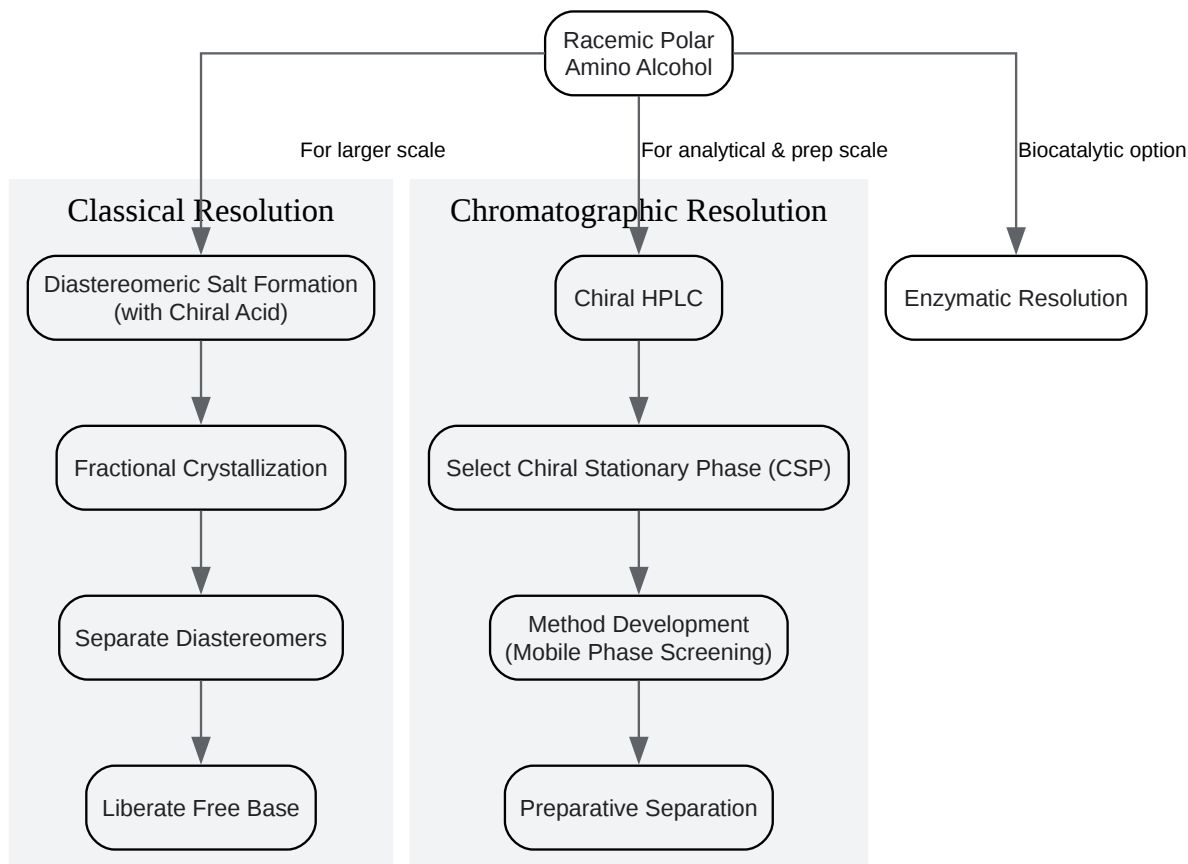 Racemic Polar
Amino Alcohol
For larger scale
For analytical & prep scale
Biocatalytic option
Classical Resolution
Chromatographic Resolution
Diastereomeric Salt Formation
(with Chiral Acid)
Chiral HPLC
Enzymatic Resolution
Fractional Crystallization
Select Chiral Stationary Phase (CSP)
Separate Diastereomers
Method Development
(Mobile Phase Screening)
Liberate Free Base
Preparative Separation